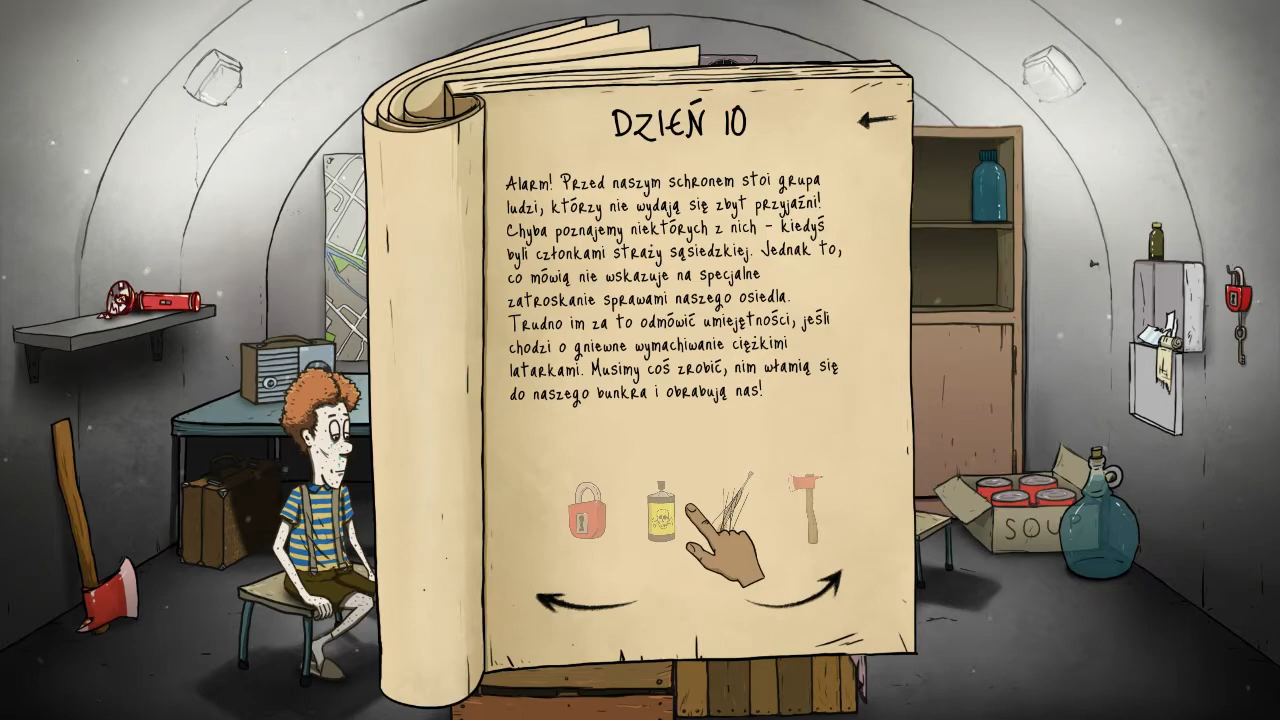 DZIEŃ 10
Alarm! Przed naszym schronem stoi grupa
ludzi, którzy nie wydają się zbyt przyjaźni!
Chyba poznajemy niektórych z nich - kiedyś
byli członkami straży sąsiedzkiej. Jednak to,
co mówią nie wskazuje na specjalne
zatroskanie sprawami naszego osiedla.
Trudno im za to odmówić umiejętności, jeśli
chodzi o gniewne wymachiwanie ciężkimi
latarkami. Musimy coś zrobić, nim włamią się
do naszego bunkra i obrabują nas!
SOUP